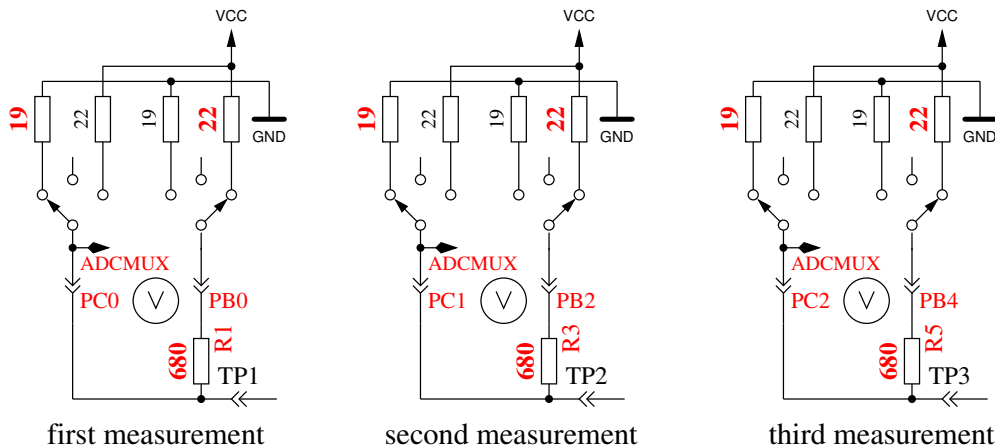 VCC
19
22
19
22
GND
ADCMUX
PC0
V
PB0
680
R1
TP1
first measurement
VCC
19
22
19
22
GND
ADCMUX
PC1
V
PB2
680
R3
TP2
second measurement
VCC
19
22
19
22
GND
ADCMUX
PC2
V
PB4
680
R5
TP3
third measurement